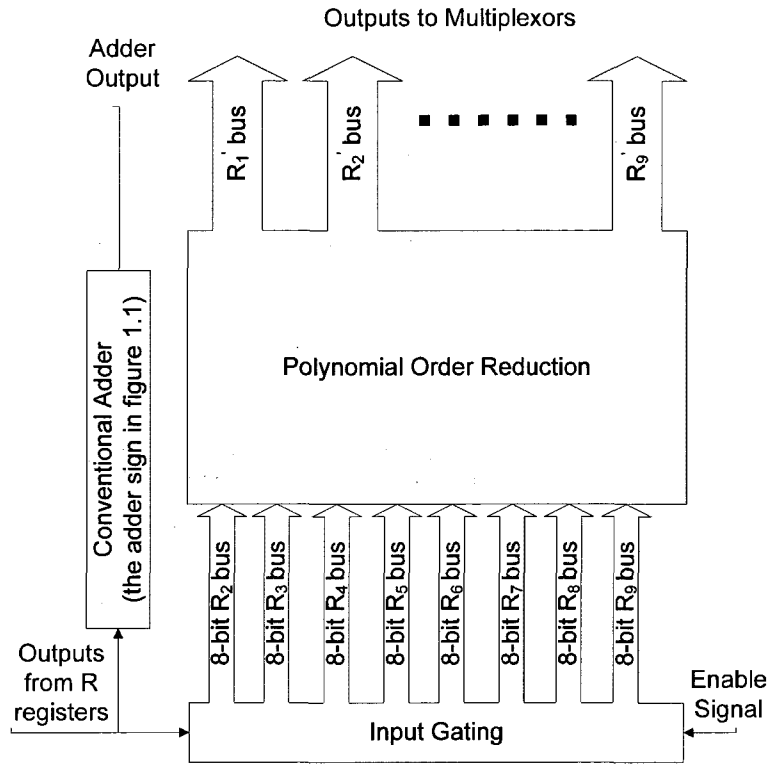 Outputs to Multiplexors
Adder
Output
R₁' bus
R₂' bus
R₉' bus
Conventional Adder
(the adder sign in figure 1.1)
Polynomial Order Reduction
8-bit R₂ bus
8-bit R₃ bus
8-bit R₄ bus
8-bit R₅ bus
8-bit R₆ bus
8-bit R₇ bus
8-bit R₈ bus
8-bit R₉ bus
Outputs
from R
registers
Input Gating
Enable
Signal